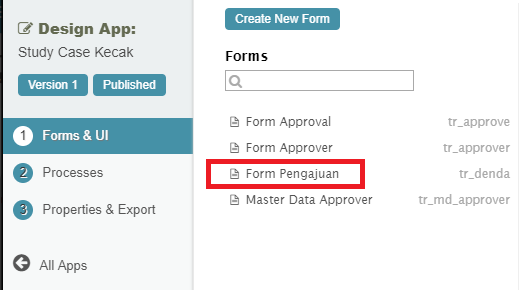 Design App:
Study Case Kecak
Version 1
Published
1 Forms & UI
2 Processes
3 Properties & Export
All Apps
Create New Form
Forms
Form Approval tr_approve
Form Approver tr_approver
Form Pengajuan tr_denda
Master Data Approver tr_md_approver